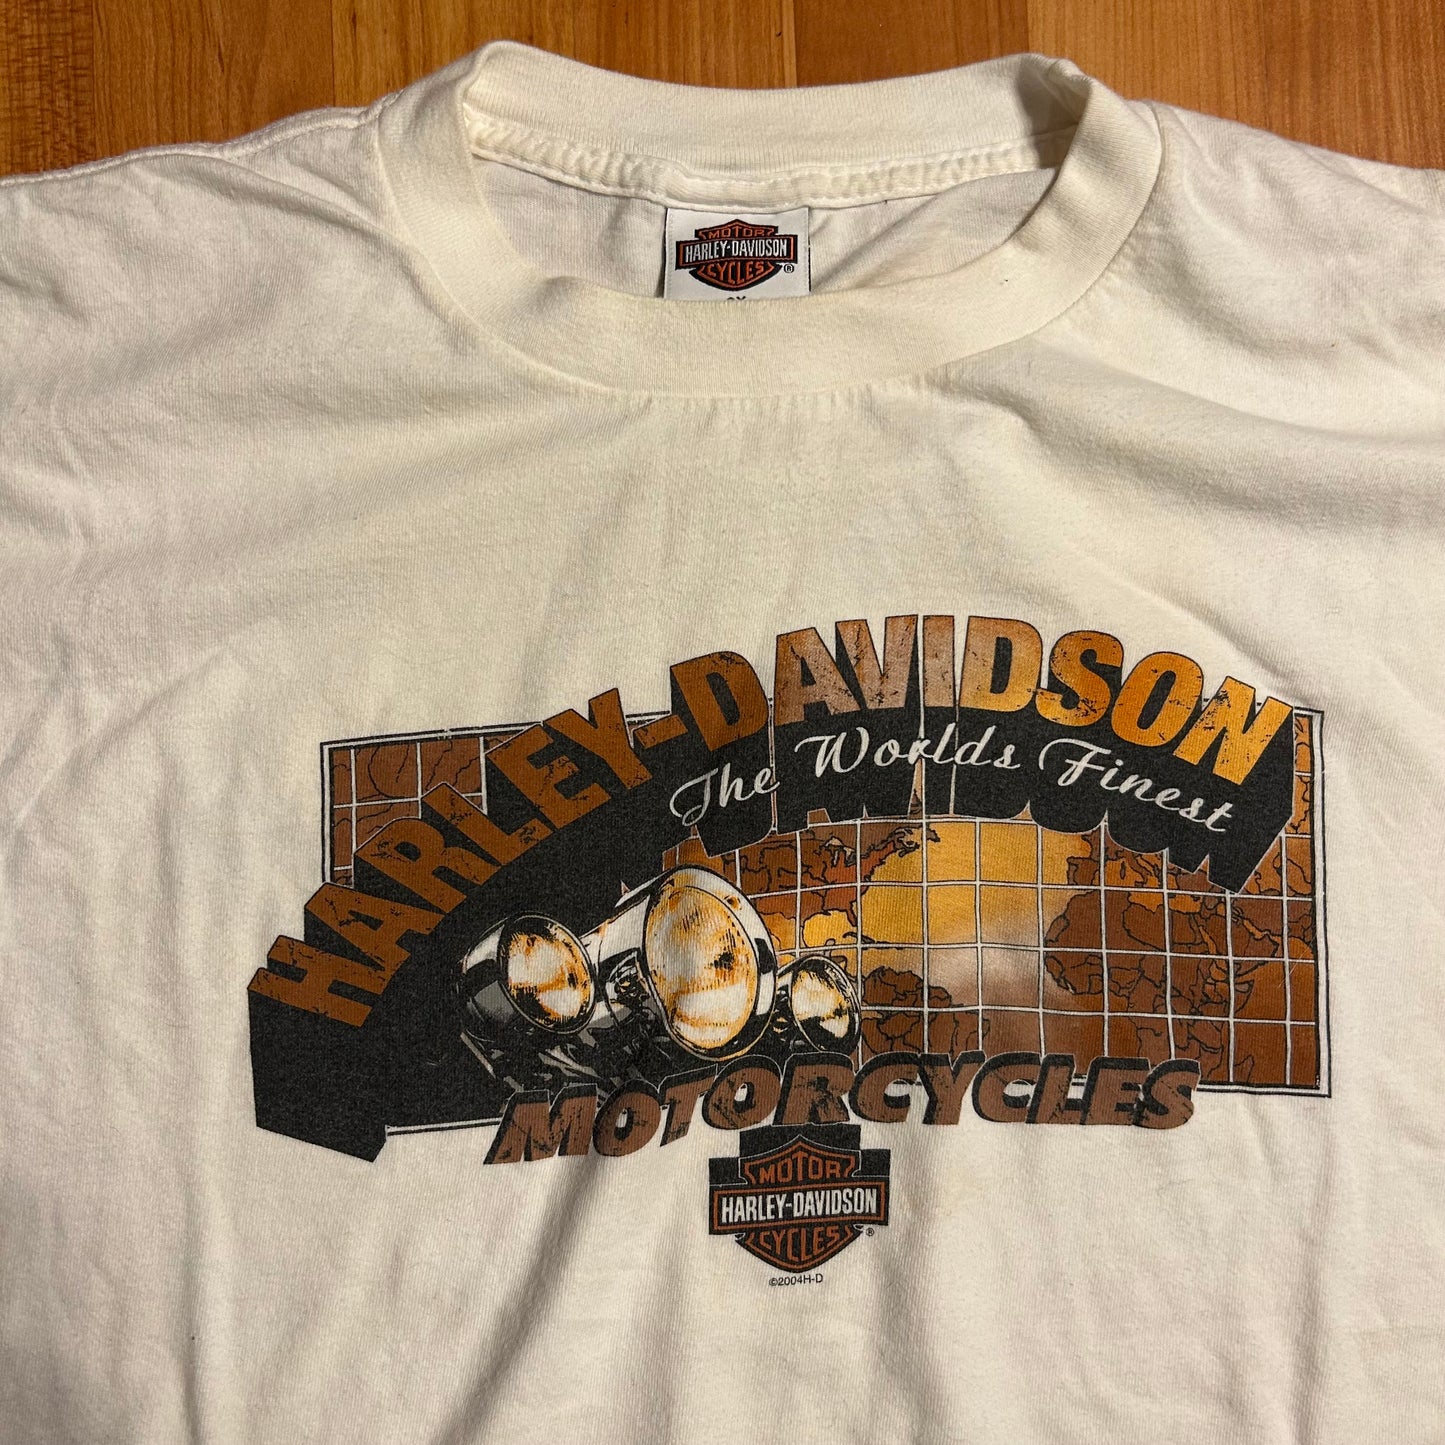 MOTOR
HARLEY-DAVIDSON
CYCLES
®
HARLEY-DAVIDSON
The Worlds Finest
MOTORCYCLES
MOTOR
HARLEY-DAVIDSON
CYCLES
®
©2004H-D